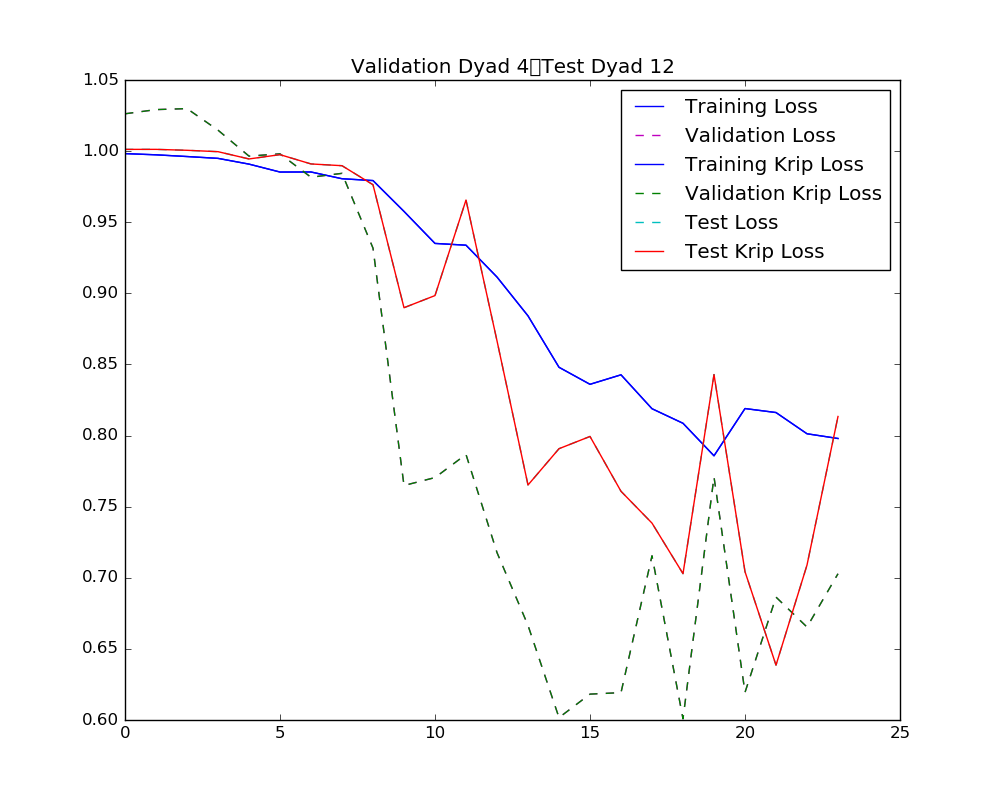 Validation Dyad 4▯Test Dyad 12
1.05
1.00
0.95
0.90
0.85
0.80
0.75
0.70
0.65
0.60
0
5
10
15
20
25
Training Loss
Validation Loss
Training Krip Loss
Validation Krip Loss
Test Loss
Test Krip Loss